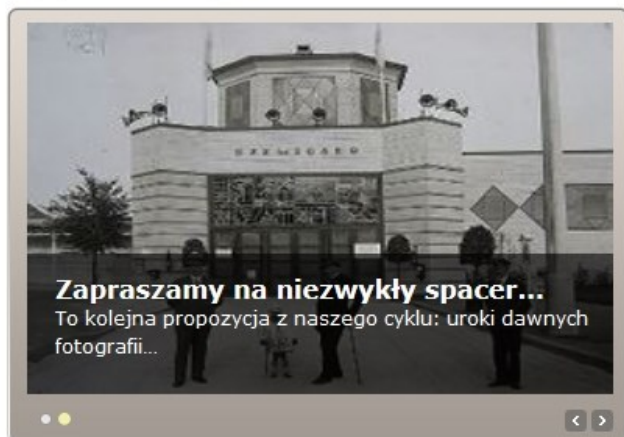 Zapraszamy na niezwykły spacer...
To kolejna propozycja z naszego cyklu: uroki dawnych
fotografii...